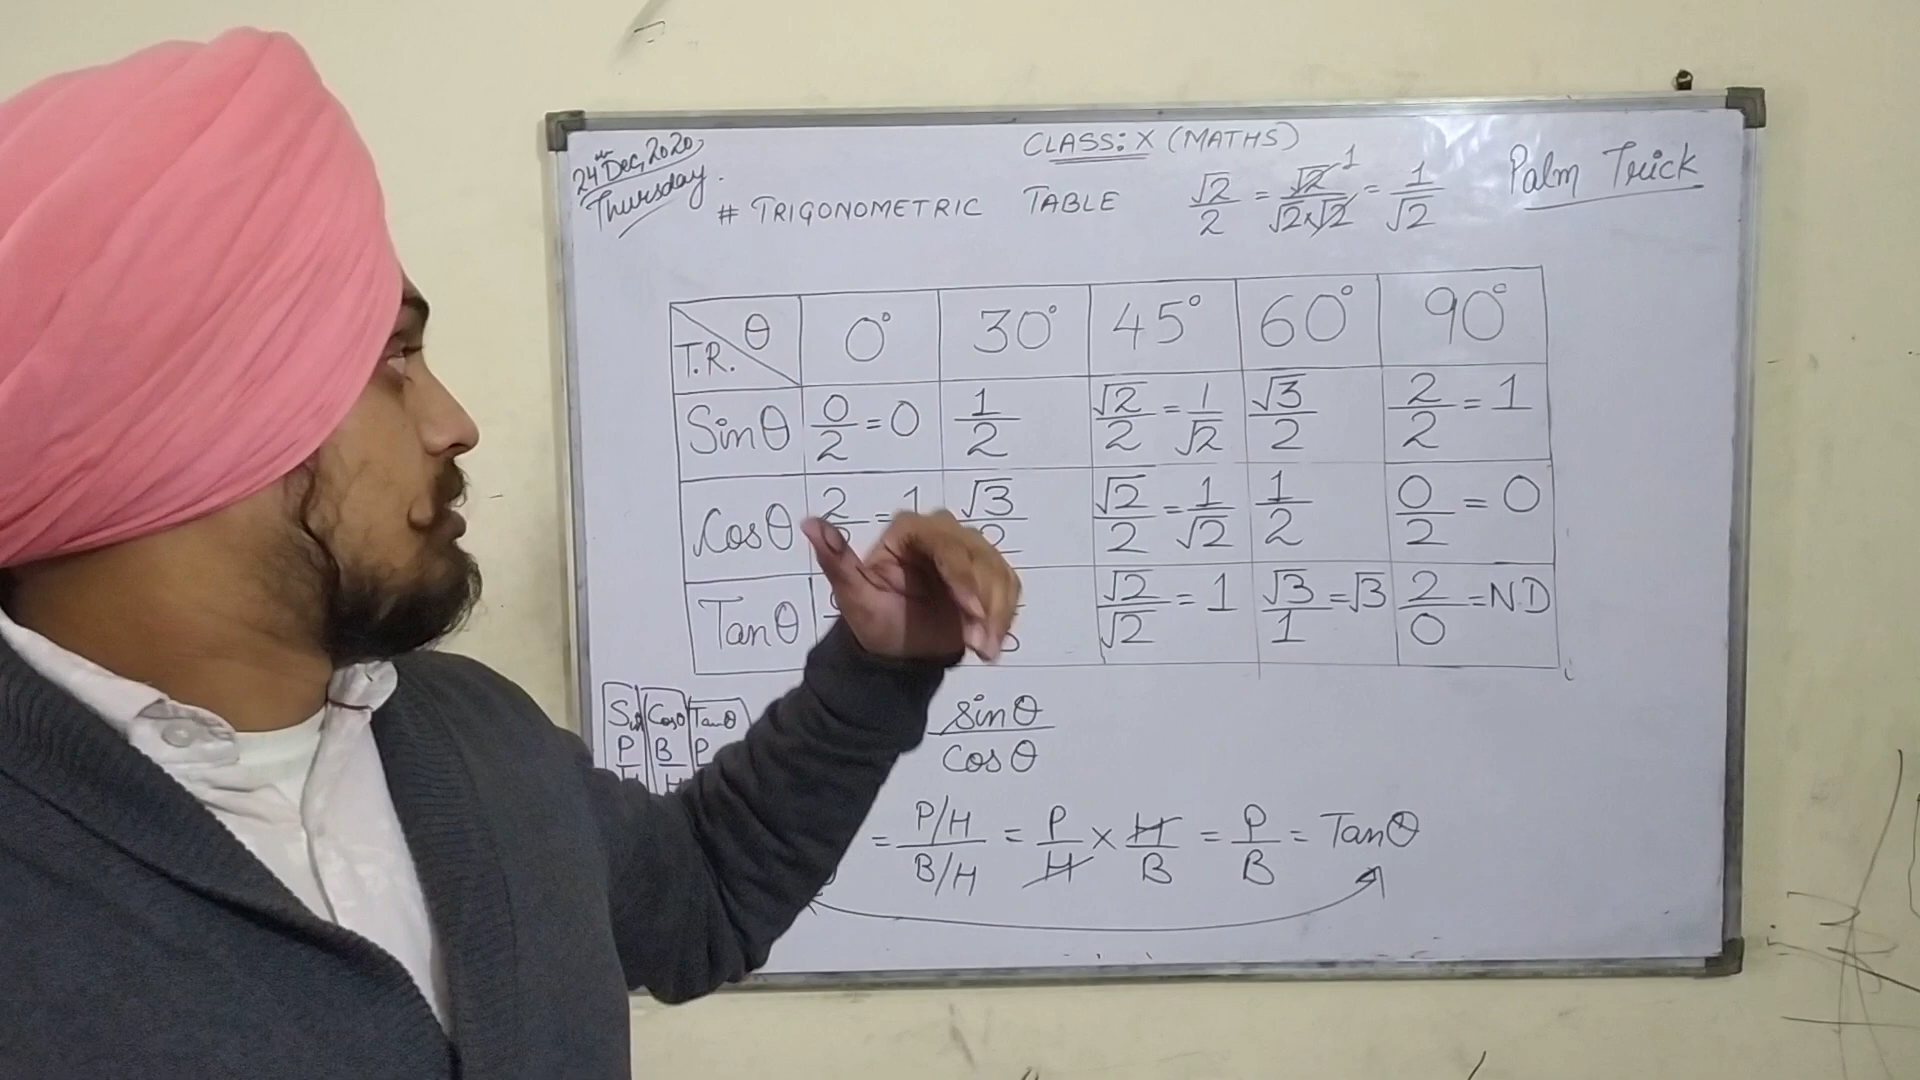 24th Dec, 2020,
Thursday.
CLASS: X (MATHS)
# TRIGONOMETRIC TABLE
√2/2 = √2/√2×√2 1 = 1/√2
Palm Trick
T.R. θ 0° 30° 45° 60° 90°
Sinθ 0/2 = 0 1/2 √2/2 = 1/√2 √3/2 2/2 = 1
Cosθ 2/2 = 1 √3/2 √2/2 = 1/√2 1/2 0/2 = 0
Tanθ √2/√2 = 1 √3/1 = √3 2/0 = N.D
Sinθ Cosθ Tanθ
P/H B/H P
sinθ/cosθ
= P/H / B/H = P/H × H/B = P/B = Tanθ